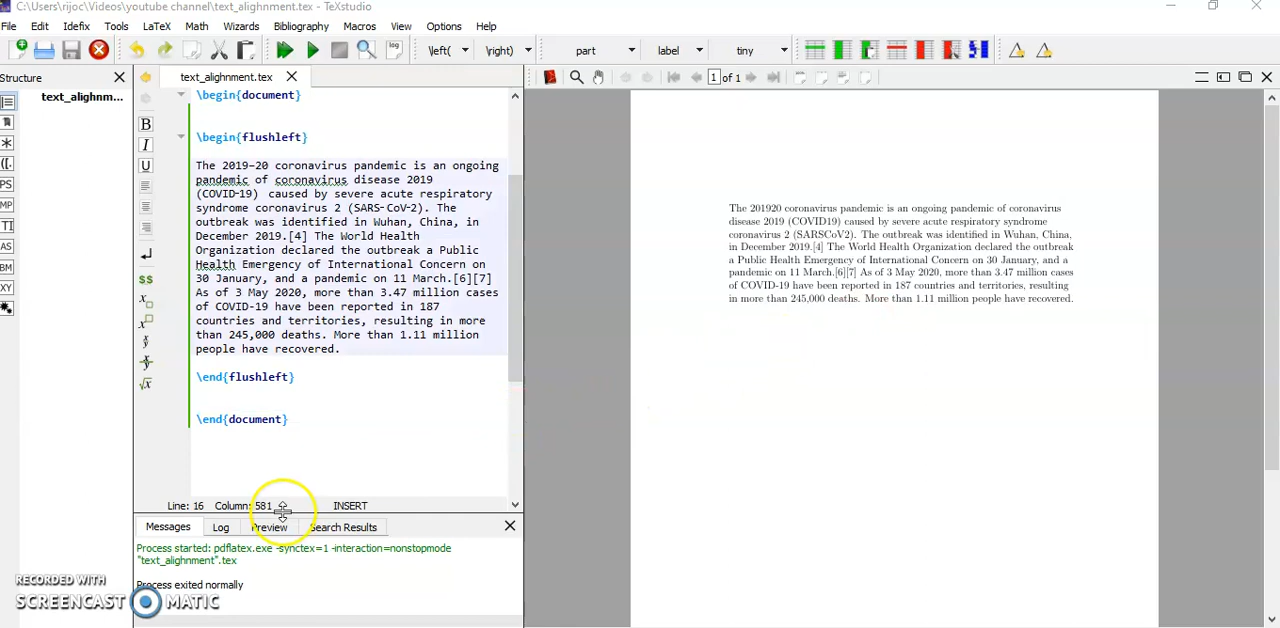 C:\Users\rijoc\Videos\youtube channel\text_alighnment.tex - TeXstudio
File Edit Idefix Tools LaTeX Math Wizards Bibliography Macros View Options Help
\left( \right) part label tiny
Structure
text_alighnment.tex
1 of 1
text_alighnm...
\begin{document}
\begin{flushleft}
The 2019–20 coronavirus pandemic is an ongoing
pandemic of coronavirus disease 2019
(COVID‑19) caused by severe acute respiratory
syndrome coronavirus 2 (SARS‑CoV‑2). The
outbreak was identified in Wuhan, China, in
December 2019.[4] The World Health
Organization declared the outbreak a Public
Health Emergency of International Concern on
30 January, and a pandemic on 11 March.[6][7]
As of 3 May 2020, more than 3.47 million cases
of COVID-19 have been reported in 187
countries and territories, resulting in more
than 245,000 deaths. More than 1.11 million
people have recovered.
\end{flushleft}
\end{document}
B
I
U
$$
PS
MP
TI
AS
BM
XY
The 201920 coronavirus pandemic is an ongoing pandemic of coronavirus
disease 2019 (COVID19) caused by severe acute respiratory syndrome
coronavirus 2 (SARSCoV2). The outbreak was identified in Wuhan, China,
in December 2019.[4] The World Health Organization declared the outbreak
a Public Health Emergency of International Concern on 30 January, and a
pandemic on 11 March.[6][7] As of 3 May 2020, more than 3.47 million cases
of COVID-19 have been reported in 187 countries and territories, resulting
in more than 245,000 deaths. More than 1.11 million people have recovered.
Line: 16 Column: 581 INSERT
Messages Log Preview Search Results
Process started: pdflatex.exe -synctex=1 -interaction=nonstopmode
"text_alighnment".tex
Process exited normally
RECORDED WITH
SCREENCAST MATIC